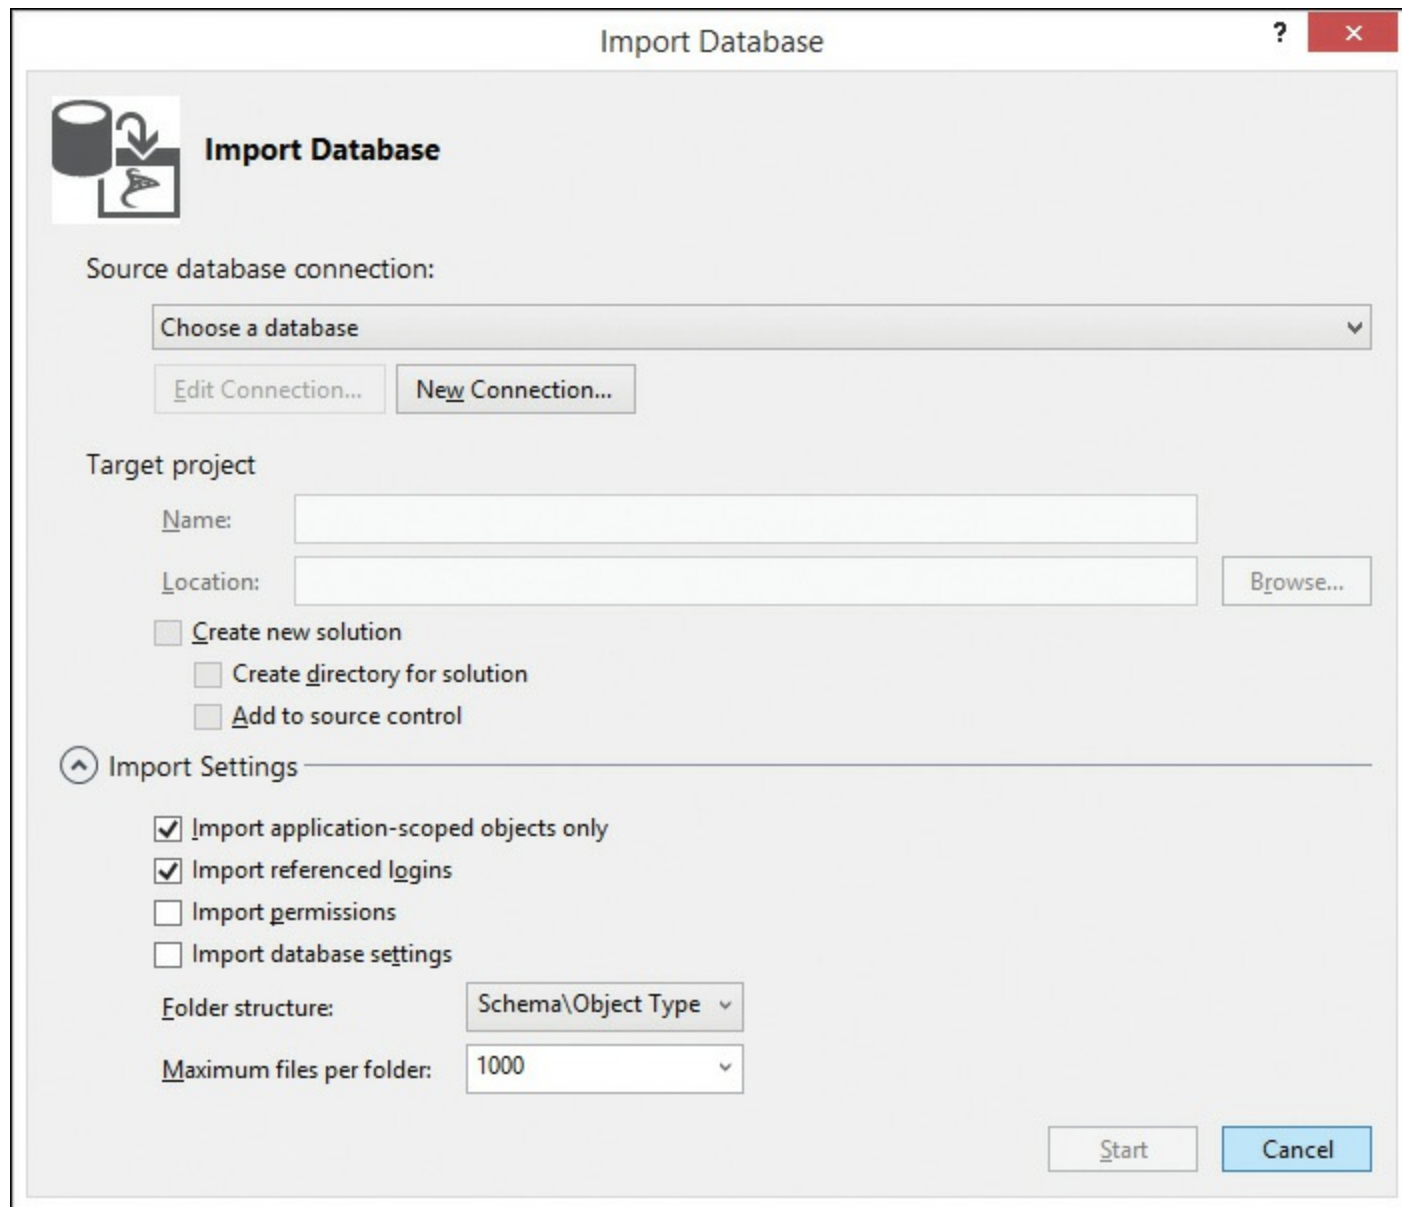 Import Database
?
Import Database
Source database connection:
Choose a database
Edit Connection... New Connection...
Target project
Name:
Location: Browse...
Create new solution
Create directory for solution
Add to source control
Import Settings
Import application-scoped objects only
Import referenced logins
Import permissions
Import database settings
Folder structure: Schema\Object Type
Maximum files per folder: 1000
Start Cancel